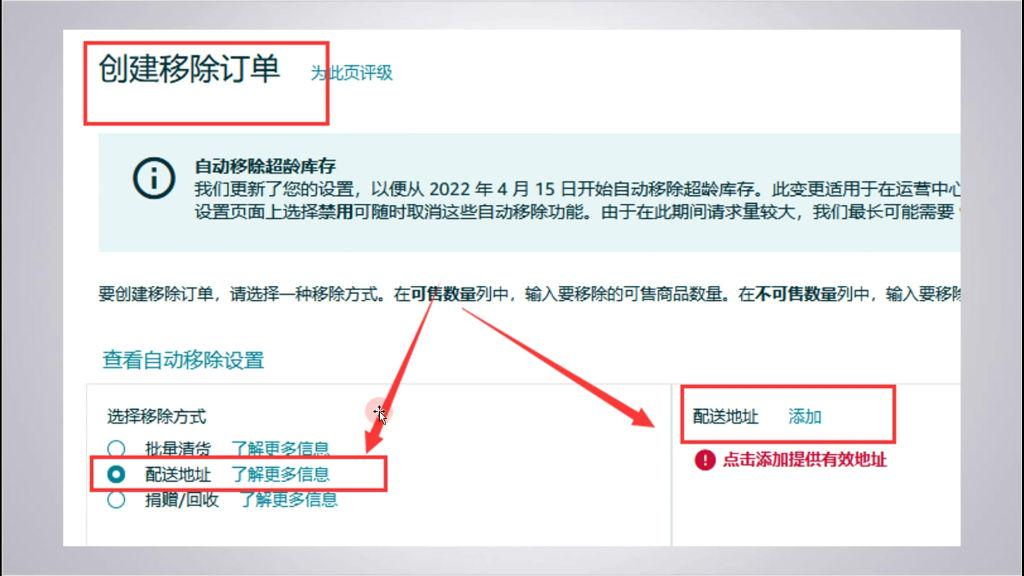 创建移除订单 为此页评级
自动移除超龄库存
我们更新了您的设置，以便从 2022 年 4 月 15 日开始自动移除超龄库存。此变更适用于在运营中心
设置页面上选择禁用可随时取消这些自动移除功能。由于在此期间请求量较大，我们最长可能需要
要创建移除订单，请选择一种移除方式。在可售数量列中，输入要移除的可售商品数量。在不可售数量列中，输入要移除
查看自动移除设置
选择移除方式
批量清货 了解更多信息
配送地址 了解更多信息
捐赠/回收 了解更多信息
配送地址 添加
点击添加提供有效地址